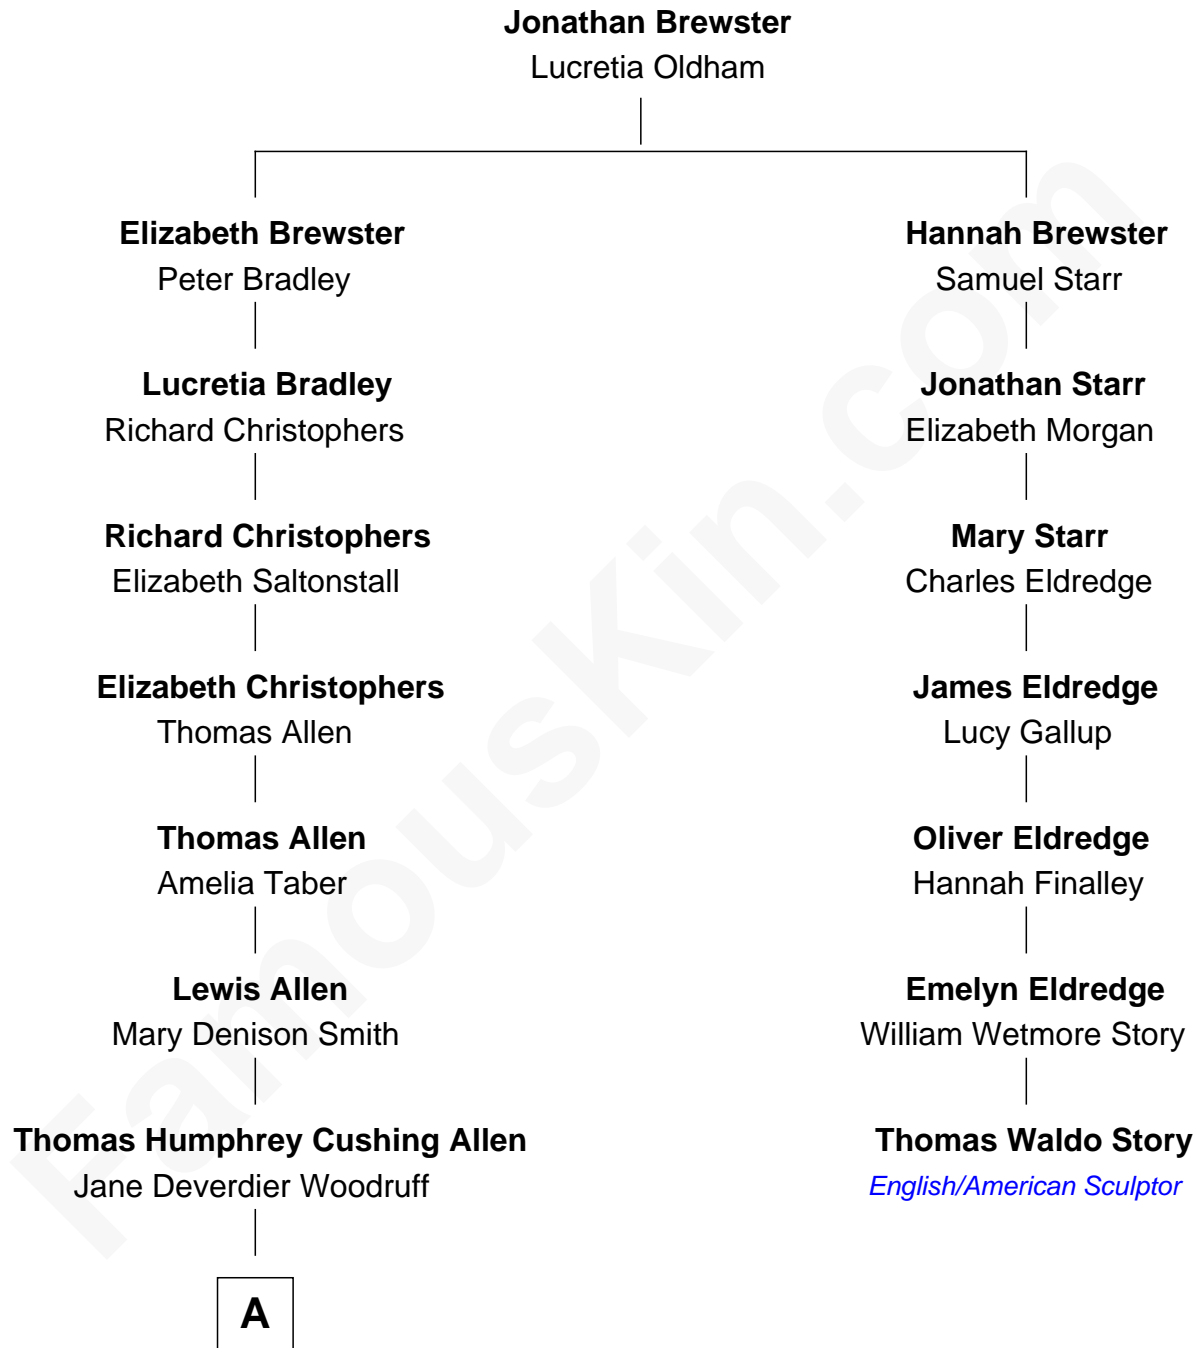 Jonathan Brewster
Lucretia Oldham
Elizabeth Brewster
Peter Bradley
Hannah Brewster
Samuel Starr
Lucretia Bradley
Richard Christophers
Jonathan Starr
Elizabeth Morgan
Richard Christophers
Elizabeth Saltonstall
Mary Starr
Charles Eldredge
Elizabeth Christophers
Thomas Allen
James Eldredge
Lucy Gallup
Thomas Allen
Amelia Taber
Oliver Eldredge
Hannah Finalley
Lewis Allen
Mary Denison Smith
Emelyn Eldredge
William Wetmore Story
Thomas Humphrey Cushing Allen
Jane Deverdier Woodruff
Thomas Waldo Story
English/American Sculptor
A
FamousKin.com